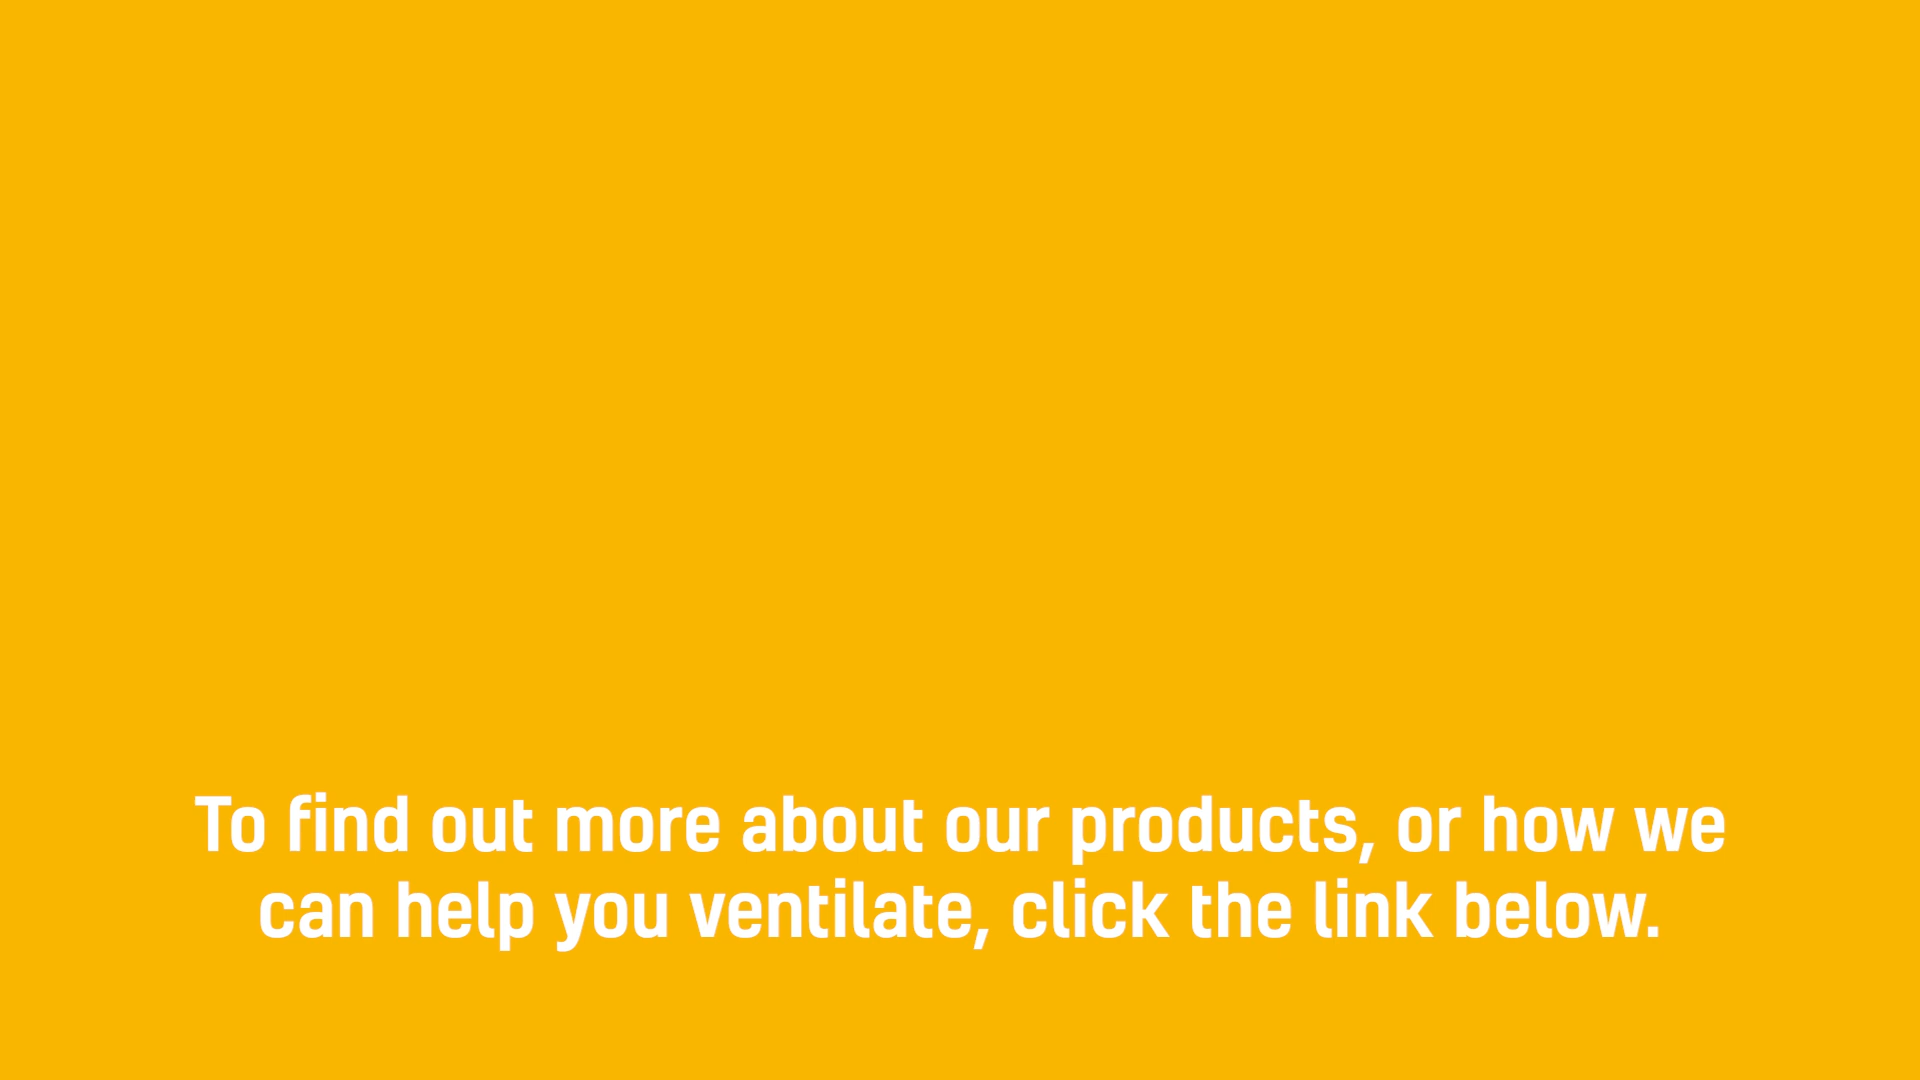 To find out more about our products, or how we
can help you ventilate, click the link below.